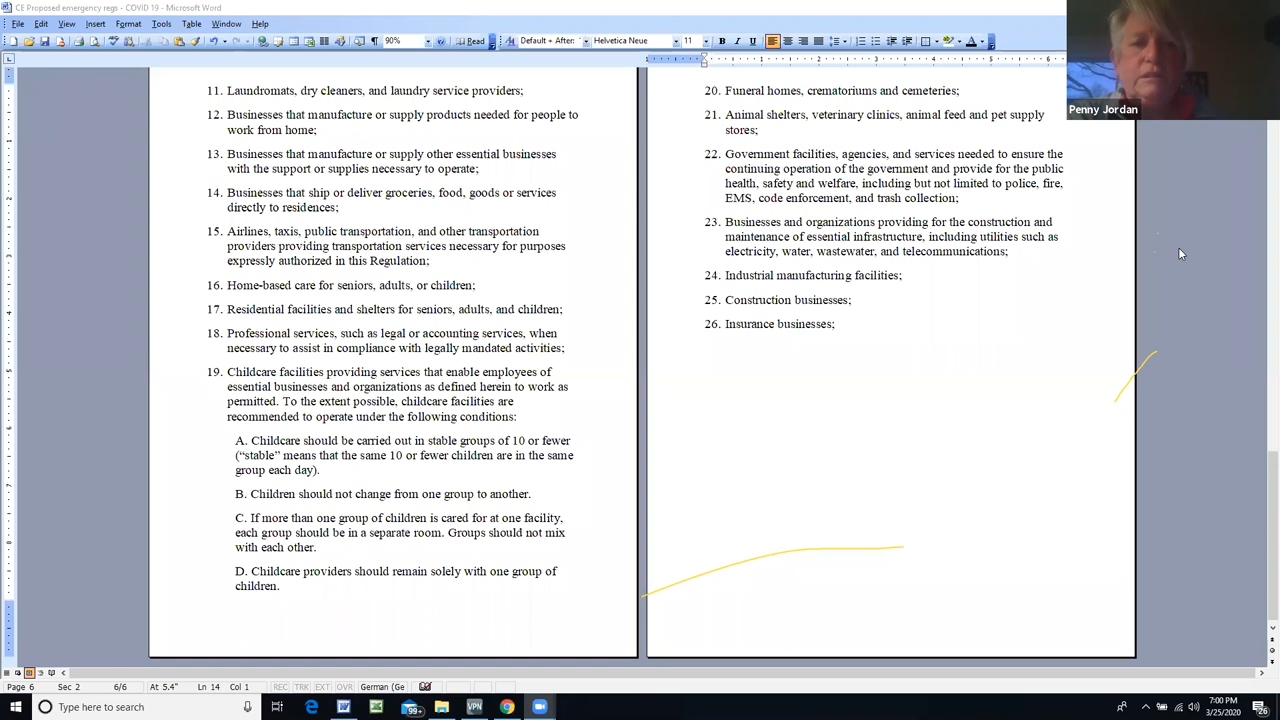 CE Proposed emergency regs - COVID 19 - Microsoft Word
File Edit View Insert Format Tools Table Window Help
90% Read Default + After: Helvetica Neue 11 B I U
Penny Jordan
11. Laundromats, dry cleaners, and laundry service providers;
12. Businesses that manufacture or supply products needed for people to
work from home;
13. Businesses that manufacture or supply other essential businesses
with the support or supplies necessary to operate;
14. Businesses that ship or deliver groceries, food, goods or services
directly to residences;
15. Airlines, taxis, public transportation, and other transportation
providers providing transportation services necessary for purposes
expressly authorized in this Regulation;
16. Home-based care for seniors, adults, or children;
17. Residential facilities and shelters for seniors, adults, and children;
18. Professional services, such as legal or accounting services, when
necessary to assist in compliance with legally mandated activities;
19. Childcare facilities providing services that enable employees of
essential businesses and organizations as defined herein to work as
permitted. To the extent possible, childcare facilities are
recommended to operate under the following conditions:
A. Childcare should be carried out in stable groups of 10 or fewer
(“stable” means that the same 10 or fewer children are in the same
group each day).
B. Children should not change from one group to another.
C. If more than one group of children is cared for at one facility,
each group should be in a separate room. Groups should not mix
with each other.
D. Childcare providers should remain solely with one group of
children.
20. Funeral homes, crematoriums and cemeteries;
21. Animal shelters, veterinary clinics, animal feed and pet supply
stores;
22. Government facilities, agencies, and services needed to ensure the
continuing operation of the government and provide for the public
health, safety and welfare, including but not limited to police, fire,
EMS, code enforcement, and trash collection;
23. Businesses and organizations providing for the construction and
maintenance of essential infrastructure, including utilities such as
electricity, water, wastewater, and telecommunications;
24. Industrial manufacturing facilities;
25. Construction businesses;
26. Insurance businesses;
Page 6 Sec 2 6/6 At 5.4" Ln 14 Col 1 REC TRK EXT OVR German (Ge
Type here to search 99+ VPN 7:00 PM
3/25/2020 26